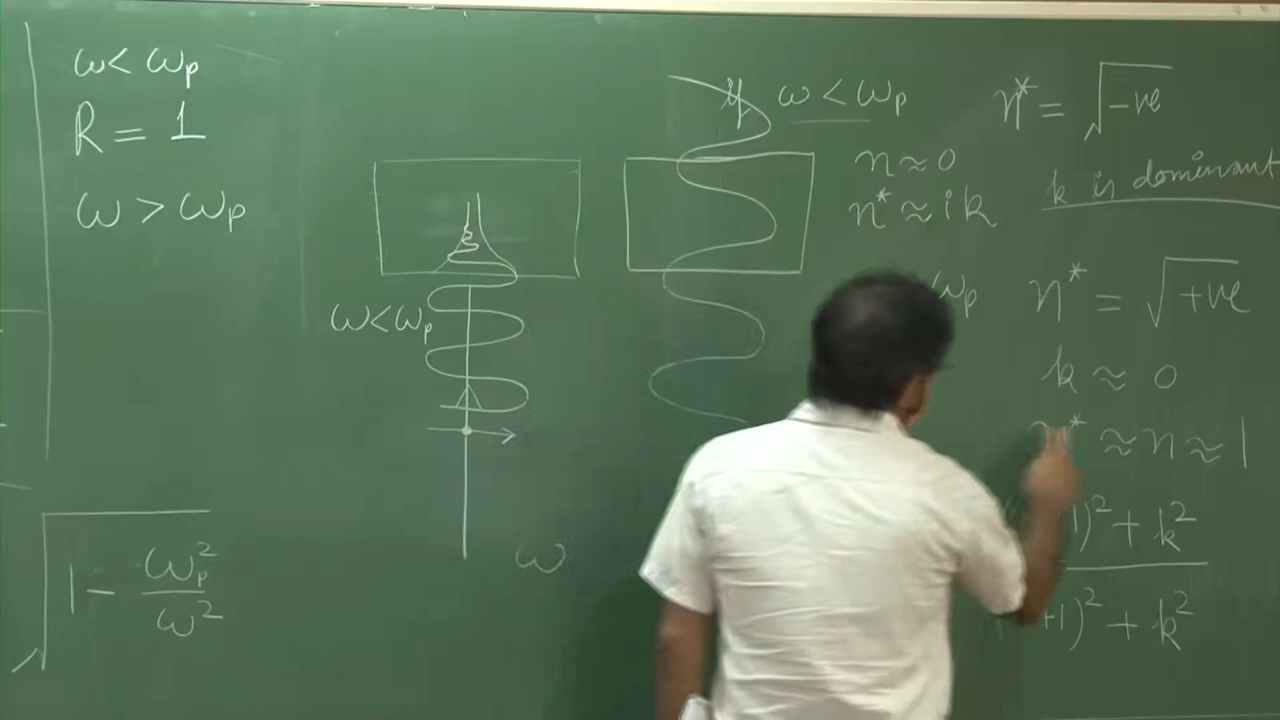 ω < ωp
R = 1
ω > ωp
√(1 - ωp²/ω²)
ω < ωp
ω
if ω < ωp
n ≈ 0
n* ≈ ik
η* = √-ve
k is dominant
ωp
η* = √+ve
k ≈ 0
* ≈ n ≈ 1
1)² + k²
+1)² + k²